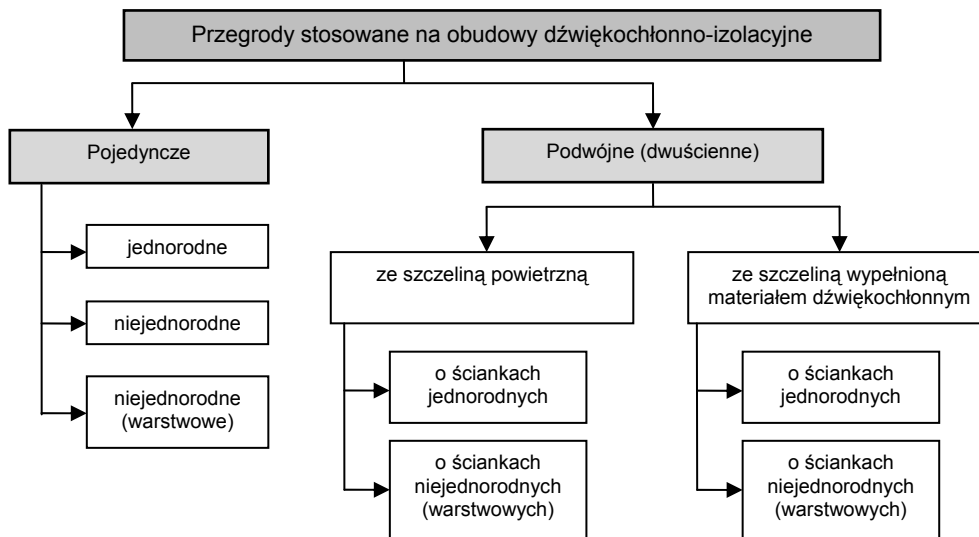 Przegrody stosowane na obudowy dźwiękochłonno-izolacyjne
Pojedyncze
Podwójne (dwuścienne)
jednorodne
niejednorodne
niejednorodne
(warstwowe)
ze szczeliną powietrzną
ze szczeliną wypełnioną
materiałem dźwiękochłonnym
o ściankach
jednorodnych
o ściankach
niejednorodnych
(warstwowych)
o ściankach
jednorodnych
o ściankach
niejednorodnych
(warstwowych)